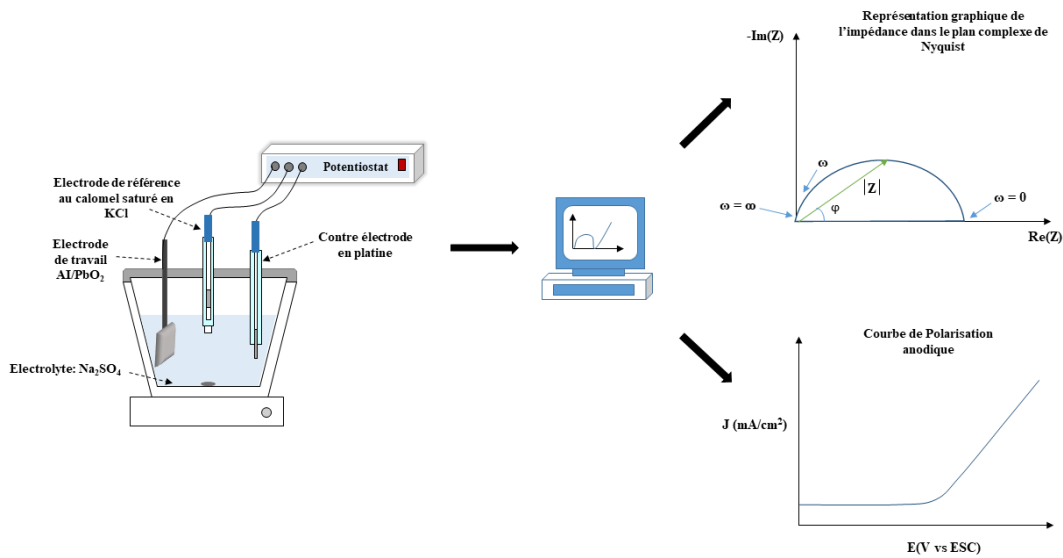 Potentiostat
Electrode de référence
au calomel saturé en
KCl
Electrode
de travail
AI/PbO₂
Contre électrode
en platine
Electrolyte: Na₂SO₄
Représentation graphique de
l’impédance dans le plan complexe de
Nyquist
-Im(Z)
ω
|Z|
φ
ω = ∞
ω = 0
Re(Z)
Courbe de Polarisation
anodique
J (mA/cm²)
E(V vs ESC)